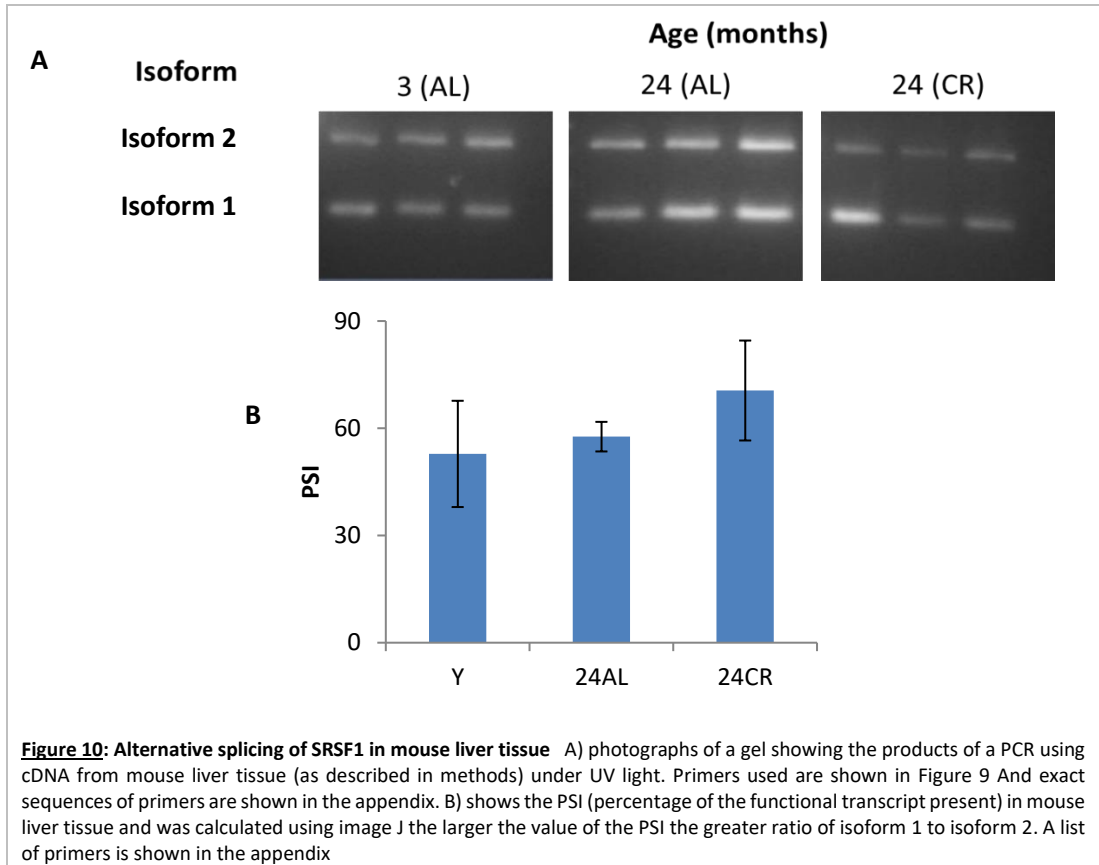 Age (months)
A
Isoform
3 (AL)
24 (AL)
24 (CR)
Isoform 2
Isoform 1
90
B
60
PSI
30
0
Y
24AL
24CR
Figure 10: Alternative splicing of SRSF1 in mouse liver tissue A) photographs of a gel showing the products of a PCR using
cDNA from mouse liver tissue (as described in methods) under UV light. Primers used are shown in Figure 9 And exact
sequences of primers are shown in the appendix. B) shows the PSI (percentage of the functional transcript present) in mouse
liver tissue and was calculated using image J the larger the value of the PSI the greater ratio of isoform 1 to isoform 2. A list
of primers is shown in the appendix